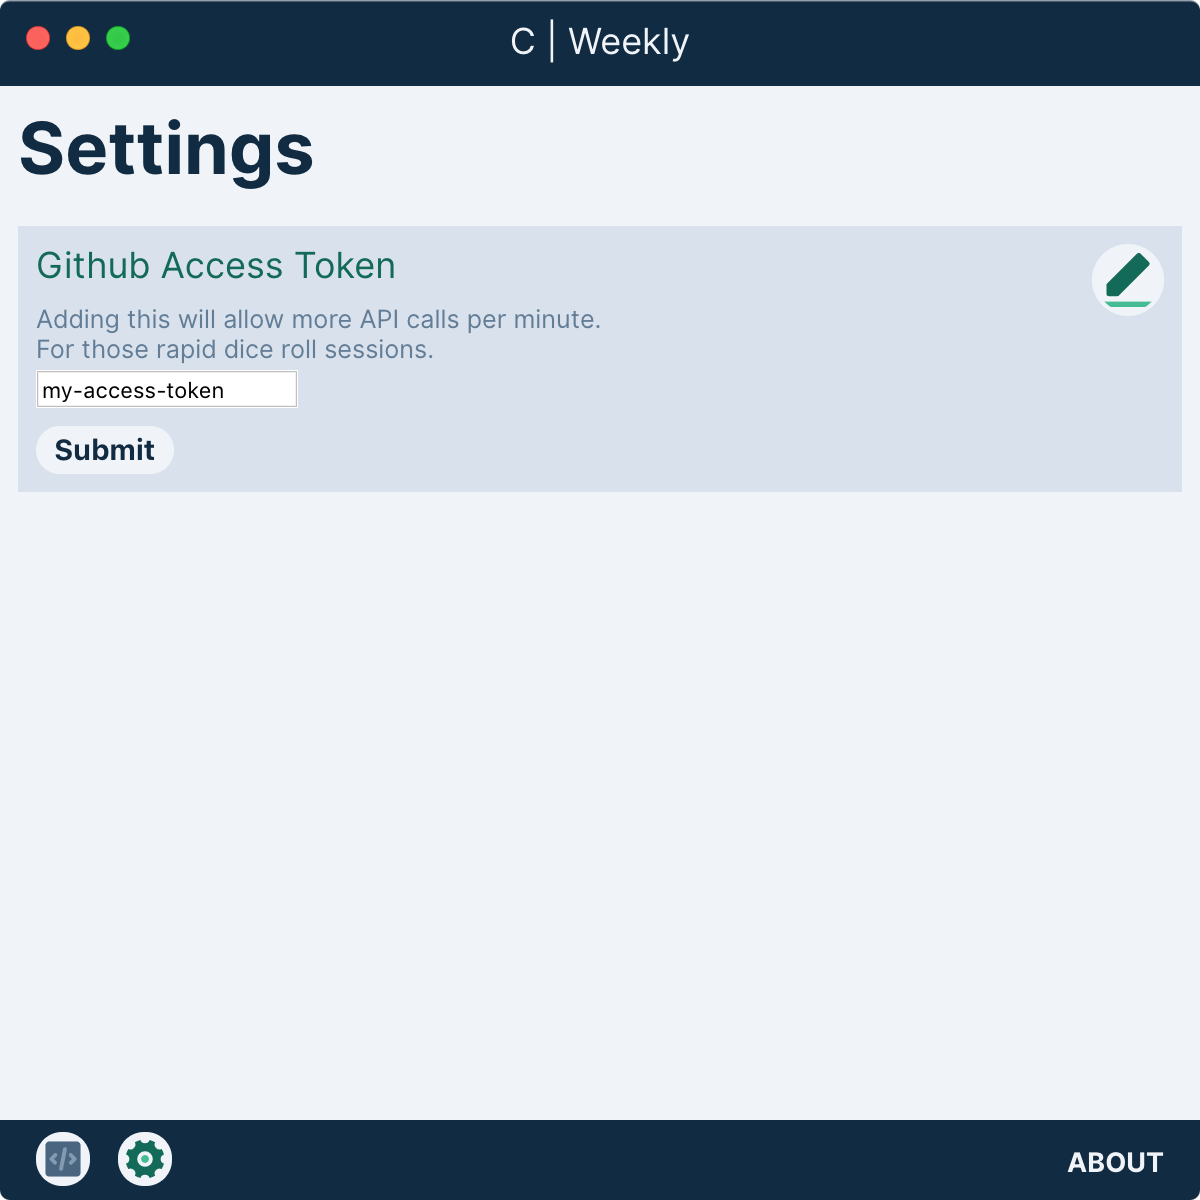 C | Weekly
Settings
Github Access Token
Adding this will allow more API calls per minute.
For those rapid dice roll sessions.
my-access-token
Submit
ABOUT